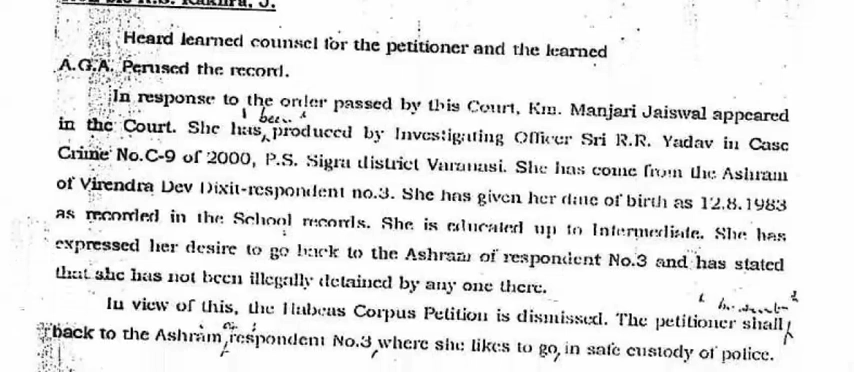 Hon'ble K.S. Rakhra, J.
Heard learned counsel for the petitioner and the learned
A.G.A. Perused the record.
In response to the order passed by this Court, Km. Manjari Jaiswal appeared
been
in the Court. She has produced by Investigating Officer Sri R.R. Yadav in Case
Crime No.C-9 of 2000, P.S. Sigra district Varanasi. She has come from the Ashram
of Virendra Dev Dixit-respondent no.3. She has given her date of birth as 12.8.1983
as recorded in the School records. She is educated up to Intermediate. She has
expressed her desire to go back to the Ashram of respondent No.3 and has stated
that she has not been illegally detained by any one there.
In view of this, the Habeas Corpus Petition is dismissed. The petitioner shall
back to the Ashram of respondent No.3 where she likes to go, in safe custody of police.